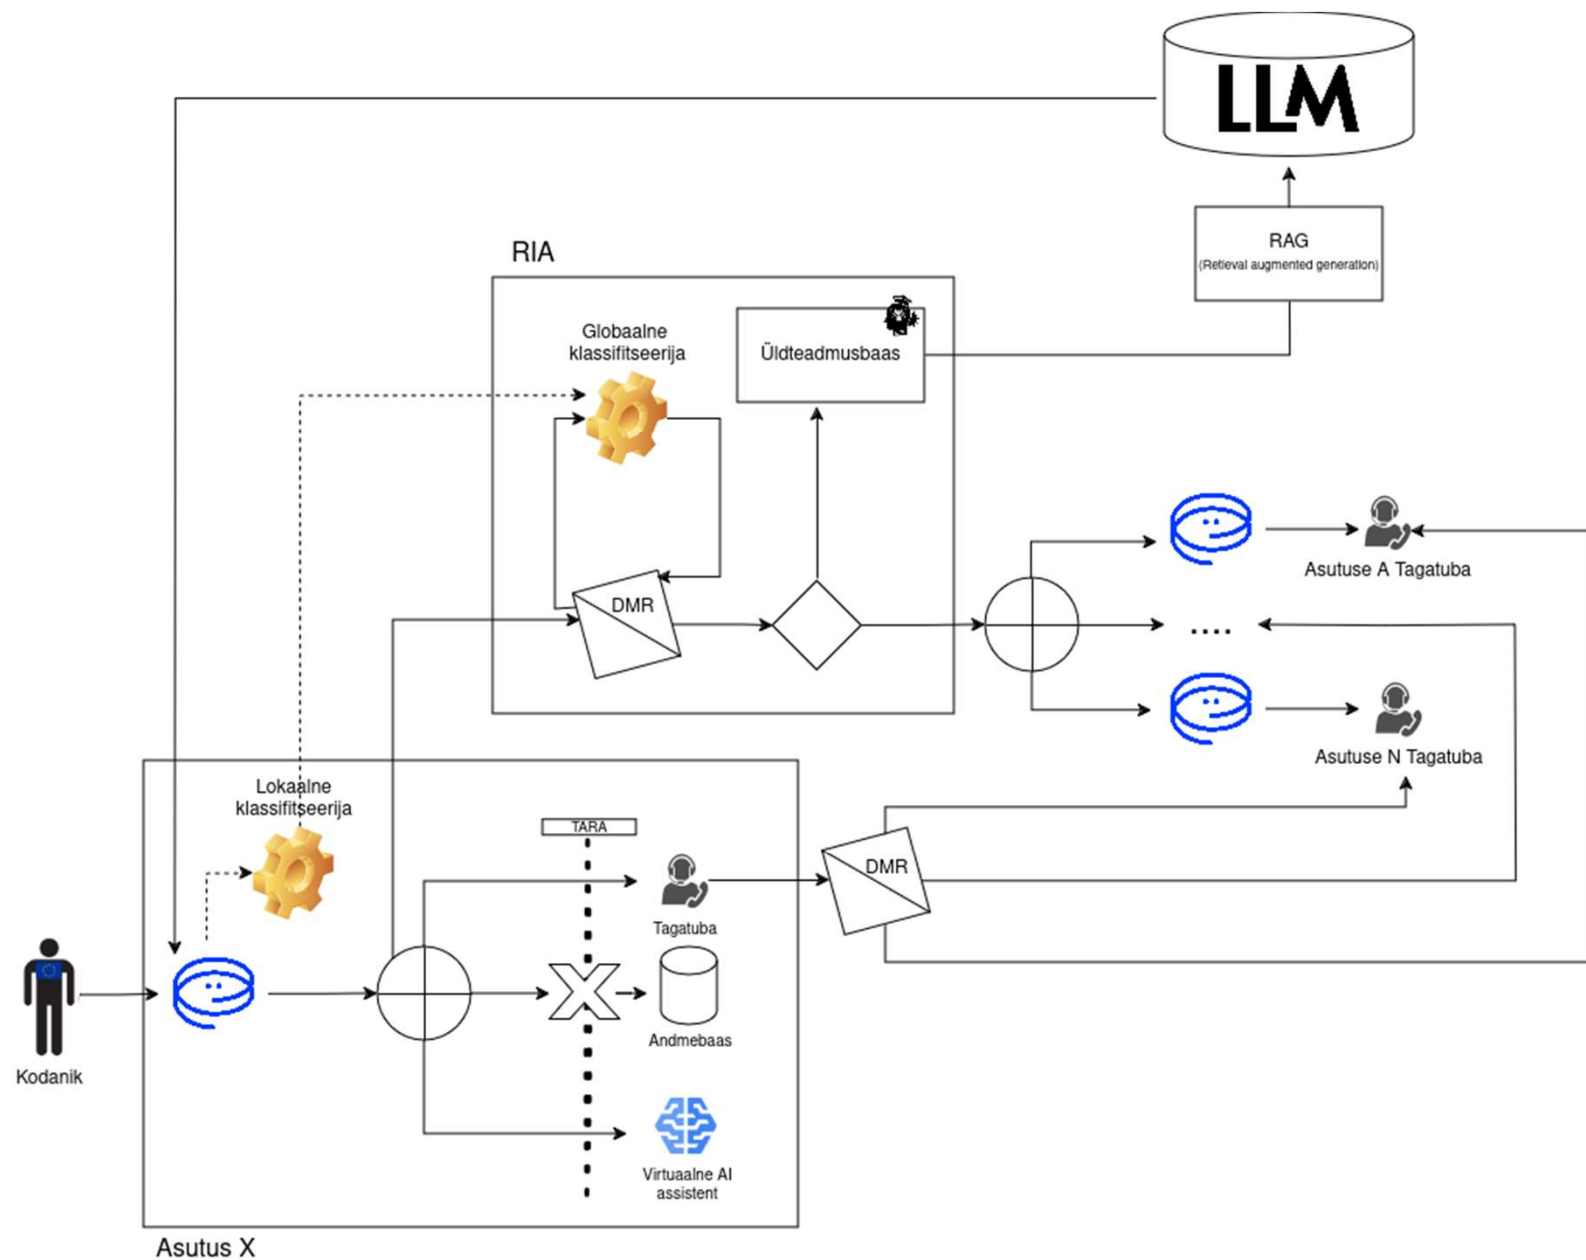 LLM
RAG
(Retieval augmented generation)
RIA
Globaalne
klassifitseerija
Üldteadmusbaas
DMR
Asutuse A Tagatuba
....
Asutuse N Tagatuba
Lokaalne
klassifitseerija
TARA
DMR
Tagatuba
Andmebaas
Kodanik
Virtuaalne AI
assistent
Asutus X